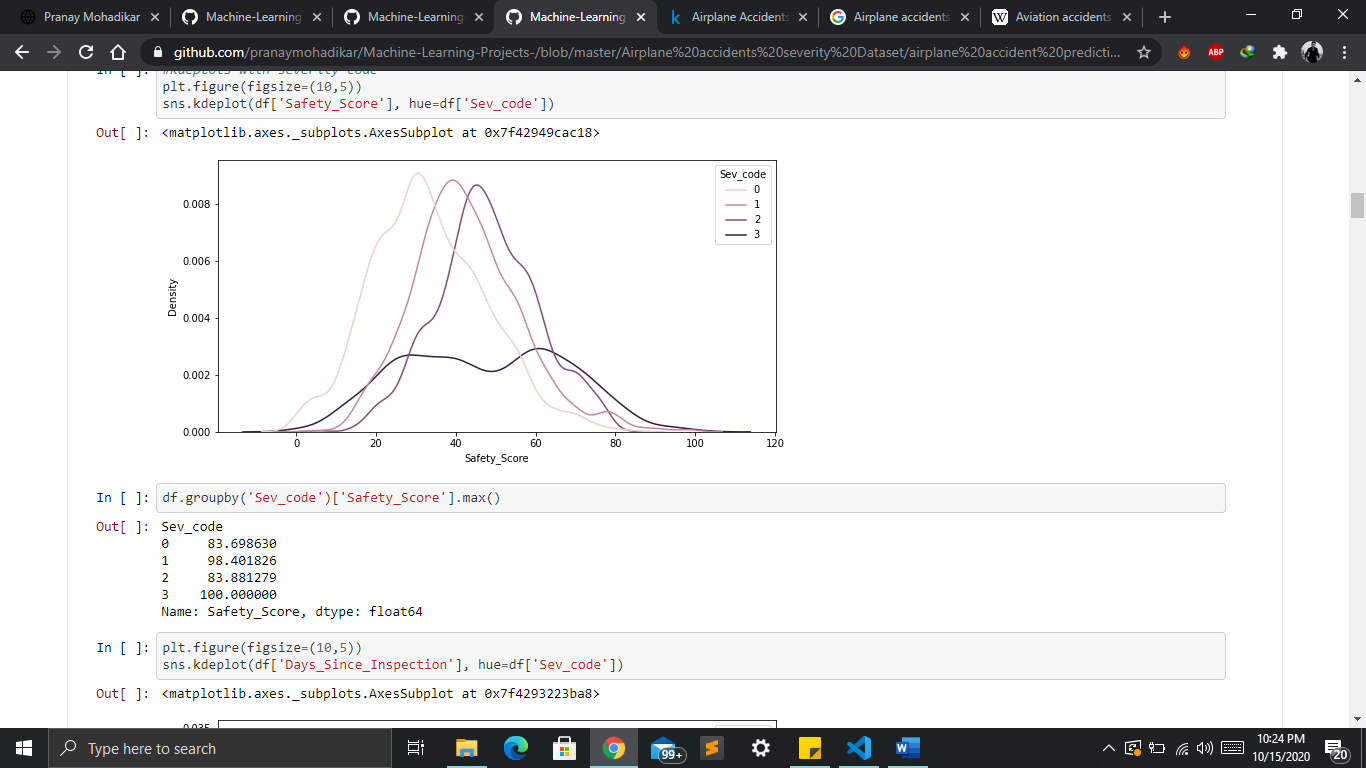 Pranay Mohadikar
Machine-Learning
Machine-Learning
Machine-Learning
Airplane Accidents
Airplane accidents
Aviation accidents
github.com/pranaymohadikar/Machine-Learning-Projects-/blob/master/Airplane%20accidents%20severity%20Dataset/airplane%20accident%20predicti...
ABP
In [ ]:
#kdeplots with severity code
plt.figure(figsize=(10,5))
sns.kdeplot(df['Safety_Score'], hue=df['Sev_code'])
Out[ ]: <matplotlib.axes._subplots.AxesSubplot at 0x7f42949cac18>
Sev_code
0
1
2
3
0.008
0.006
0.004
0.002
0.000
Density
0 20 40 60 80 100 120
Safety_Score
In [ ]: df.groupby('Sev_code')['Safety_Score'].max()
Out[ ]: Sev_code
0 83.698630
1 98.401826
2 83.881279
3 100.000000
Name: Safety_Score, dtype: float64
In [ ]: plt.figure(figsize=(10,5))
sns.kdeplot(df['Days_Since_Inspection'], hue=df['Sev_code'])
Out[ ]: <matplotlib.axes._subplots.AxesSubplot at 0x7f4293223ba8>
0.035
Type here to search
99+
10:24 PM
10/15/2020
20